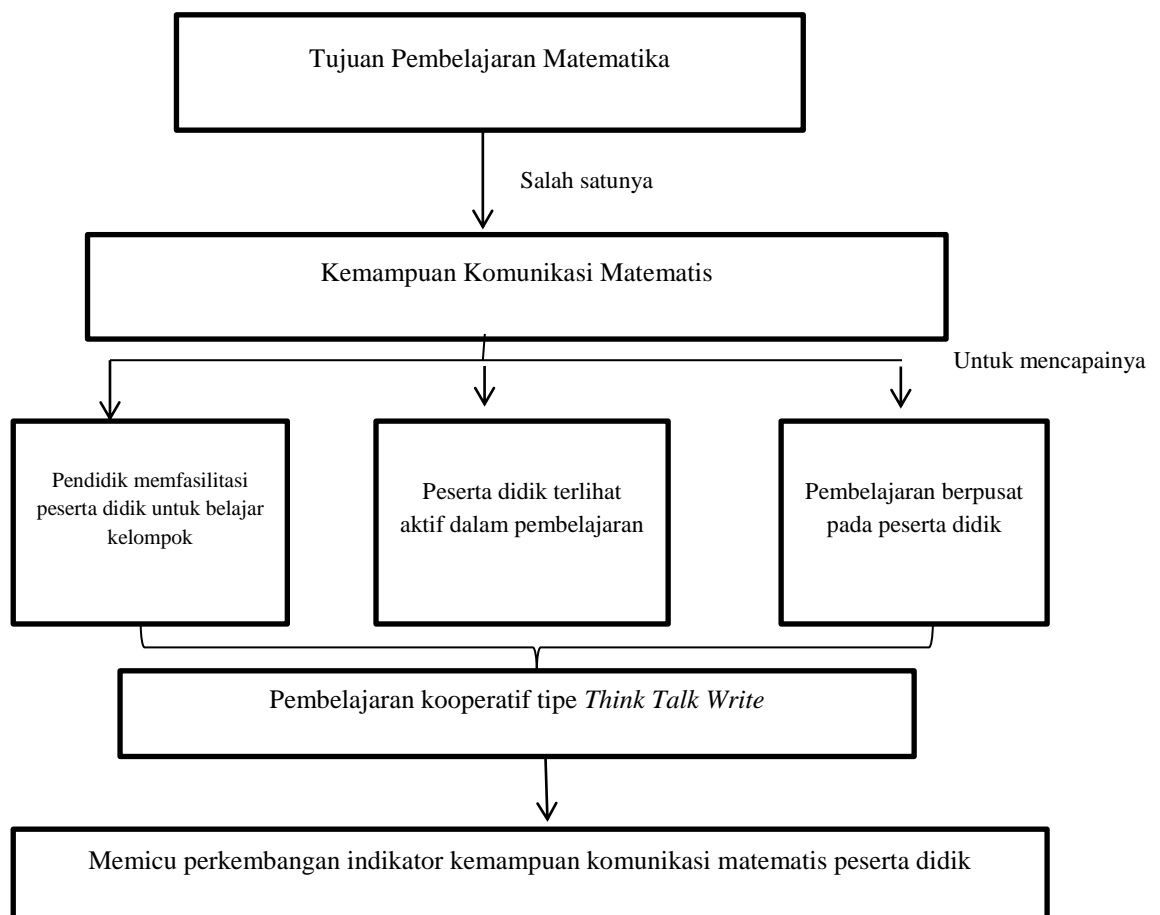 Tujuan Pembelajaran Matematika
Salah satunya
Kemampuan Komunikasi Matematis
Untuk mencapainya
Pendidik memfasilitasi
peserta didik untuk belajar
kelompok
Peserta didik terlihat
aktif dalam pembelajaran
Pembelajaran berpusat
pada peserta didik
Pembelajaran kooperatif tipe Think Talk Write
Memicu perkembangan indikator kemampuan komunikasi matematis peserta didik